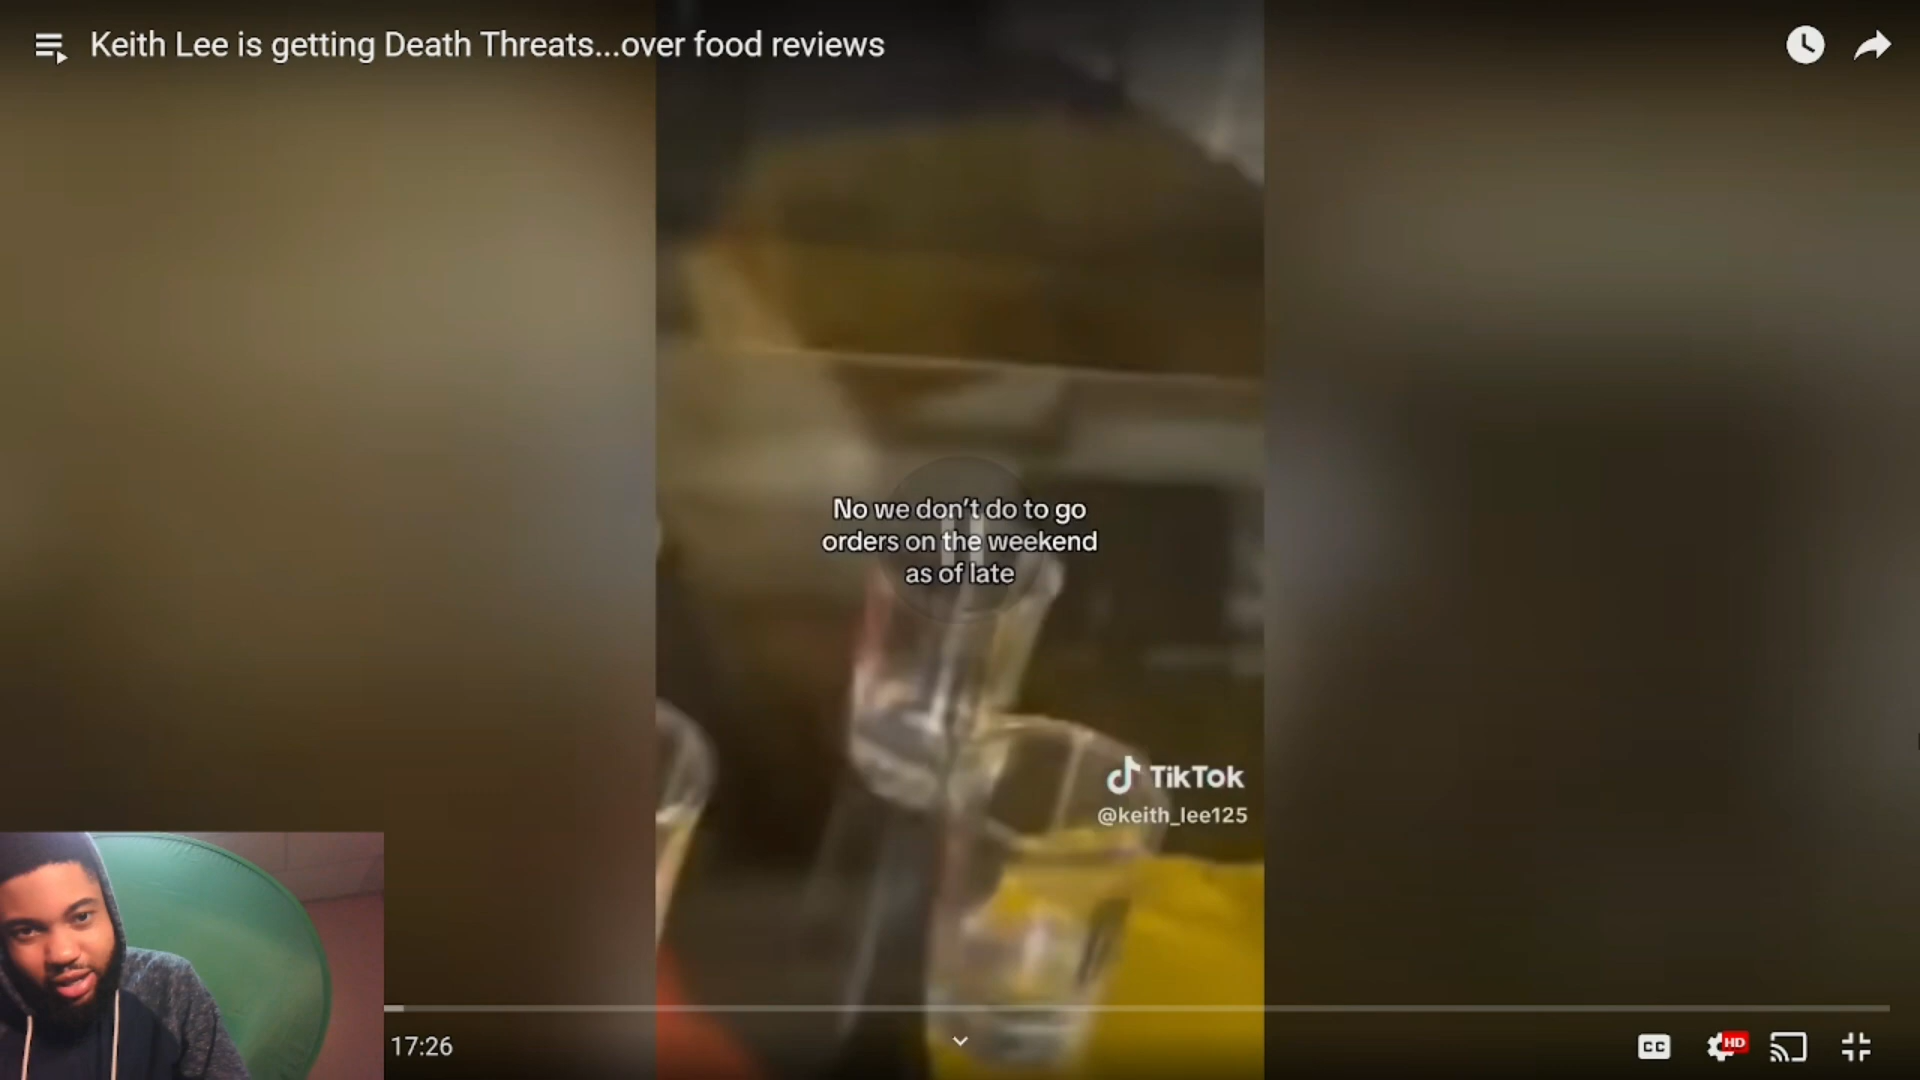 Keith Lee is getting Death Threats...over food reviews
No we don't do to go
orders on the weekend
as of late
TikTok
@keith_lee125
17:26
CC
HD